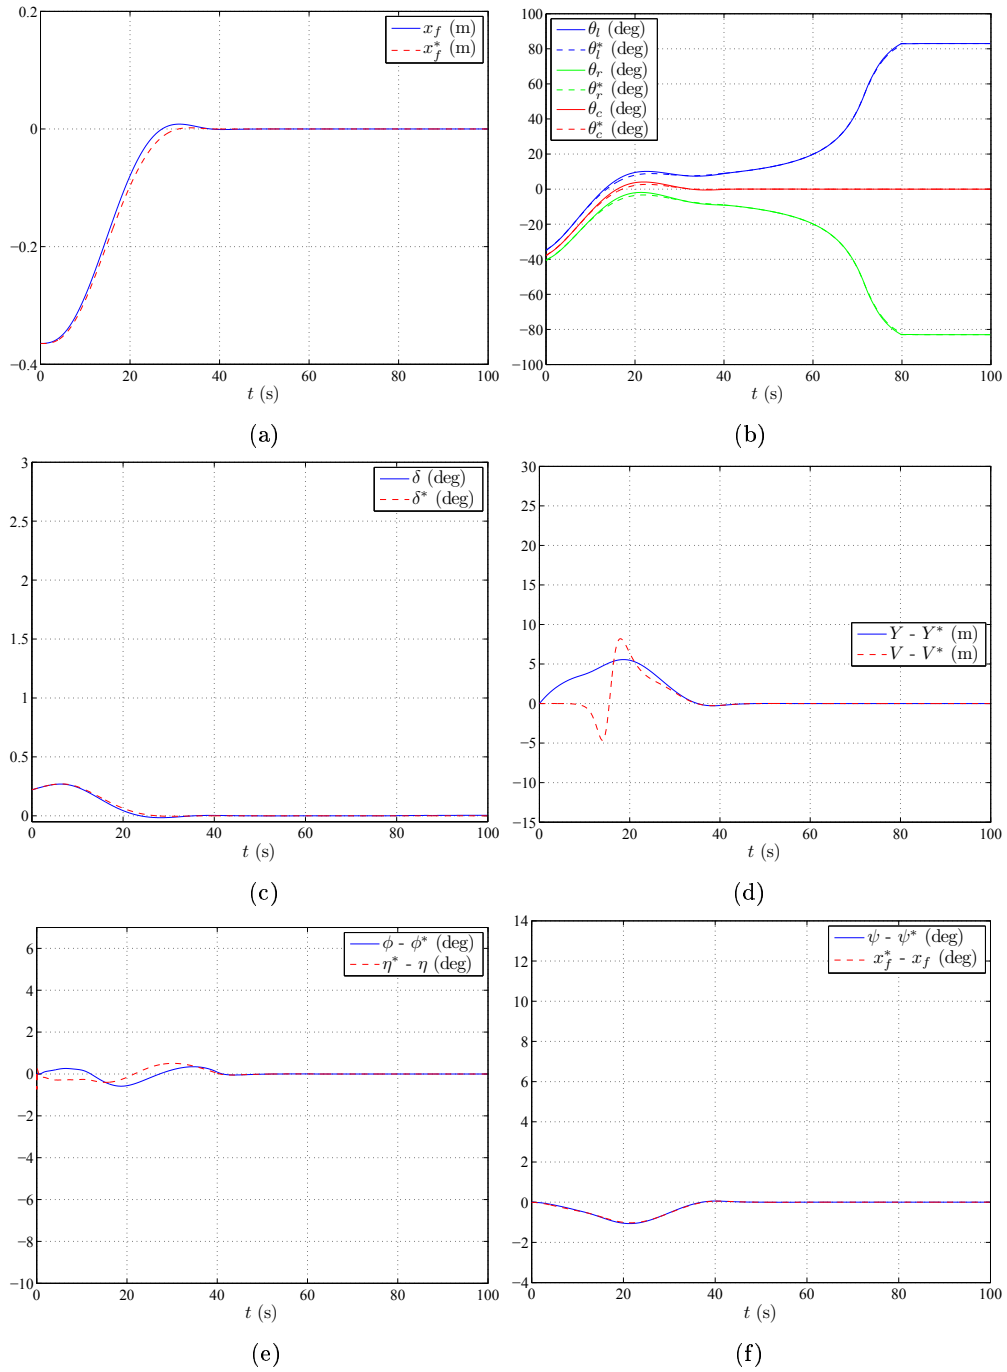 0.2
0
−0.2
−0.4
0 20 40 60 80 100
t (s)
x_f (m)
x_f^* (m)
(a)
100
80
60
40
20
0
−20
−40
−60
−80
−100
0 20 40 60 80 100
t (s)
θ_l (deg)
θ_l^* (deg)
θ_r (deg)
θ_r^* (deg)
θ_c (deg)
θ_c^* (deg)
(b)
3
2.5
2
1.5
1
0.5
0
0 20 40 60 80 100
t (s)
δ (deg)
δ^* (deg)
(c)
30
25
20
15
10
5
0
−5
−10
−15
0 20 40 60 80 100
t (s)
Y - Y^* (m)
V - V^* (m)
(d)
6
4
2
0
−2
−4
−6
−8
−10
0 20 40 60 80 100
t (s)
ϕ - ϕ^* (deg)
η^* - η (deg)
(e)
14
12
10
8
6
4
2
0
−2
−4
0 20 40 60 80 100
t (s)
ψ - ψ^* (deg)
x_f^* - x_f (deg)
(f)